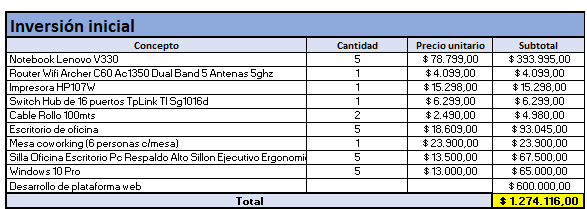 Inversión inicial
Concepto Cantidad Precio unitario Subtotal
Notebook Lenovo V330 5 $ 78.799,00 $ 393.995,00
Router Wifi Archer C60 Ac1350 Dual Band 5 Antenas 5ghz 1 $ 4.099,00 $ 4.099,00
Impresora HP107W 1 $ 15.298,00 $ 15.298,00
Switch Hub de 16 puertos TpLink Tl Sg1016d 1 $ 6.299,00 $ 6.299,00
Cable Rollo 100mts 2 $ 2.490,00 $ 4.980,00
Escritorio de oficina 5 $ 18.609,00 $ 93.045,00
Mesa coworking (6 personas c/mesa) 1 $ 23.900,00 $ 23.900,00
Silla Oficina Escritorio Pc Respaldo Alto Sillon Ejecutivo Ergonomi 5 $ 13.500,00 $ 67.500,00
Windows 10 Pro 5 $ 13.000,00 $ 65.000,00
Desarrollo de plataforma web $ 600.000,00
Total $ 1.274.116,00